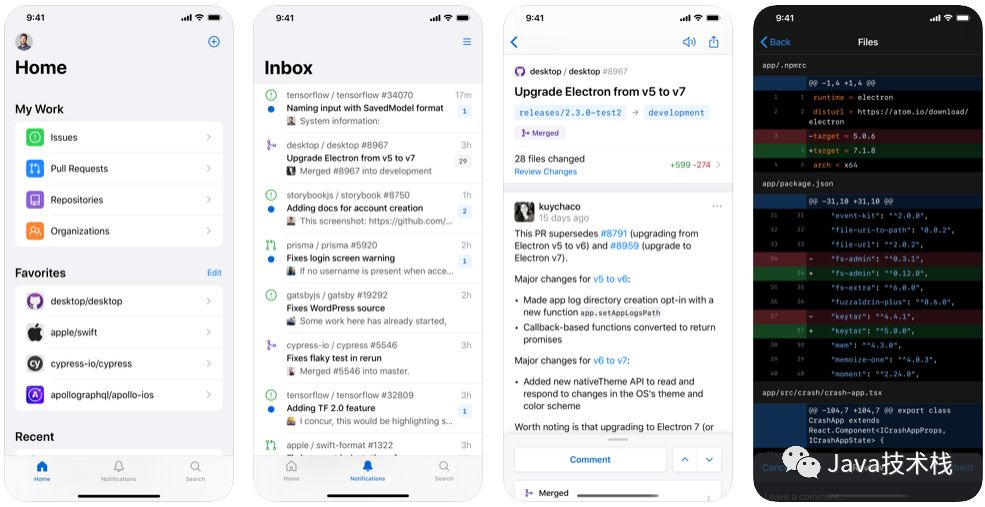 9:41
Home
My Work
Issues
Pull Requests
Repositories
Organizations
Favorites
Edit
desktop/desktop
apple/swift
cypress-io/cypress
apollographql/apollo-ios
Recent
Home
Notifications
Search
9:41
Inbox
tensorflow / tensorflow #34070 17m
Naming input with SavedModel format 1
System information:
desktop / desktop #8967 3h
Upgrade Electron from v5 to v7 29
Merged #8967 into development
storybookjs / storybook #8750 1h
Adding docs for account creation 2
This screenshot: https://github.com/...
prisma / prisma #5920 2h
Fixes login screen warning 1
If no username is present when acce...
gatsbyjs / gatsby #19292 2h
Fixes WordPress source
Some work here has already started,
cypress-io / cypress #5546 3h
Fixes flaky test in rerun
Merged #5546 into master.
tensorflow / tensorflow #32809 3h
Adding TF 2.0 feature 1
I concur, this would be highlighting s...
apple / swift-format #1322 3h
Home
Notifications
Search
9:41
desktop / desktop #8967
Upgrade Electron from v5 to v7
releases/2.3.0-test2 → development
Merged
28 files changed +599 -274
Review Changes
kuychaco
15 days ago
This PR supersedes #8791 (upgrading from
Electron v5 to v6) and #8959 (upgrade to
Electron v7).
Major changes for v5 to v6:
• Made app log directory creation opt-in with a
new function app.setAppLogsPath
• Callback-based functions converted to return
promises
Major changes for v6 to v7:
• Added new nativeTheme API to read and
respond to changes in the OS's theme and
color scheme
Worth noting is that upgrading to Electron 7 (or
Comment
Merged
9:41
Back Files
app/.npmrc
@@ -1,4 +1,4 @@
1 1 runtime = electron
2 2 disturl = https://atom.io/download/
electron
3 -target = 5.0.6
3 +target = 7.1.8
4 4 arch = x64
app/package.json
@@ -31,10 +31,10 @@
31 31 "event-kit": "^2.0.0",
32 32 "file-uri-to-path": "0.0.2",
33 33 "file-url": "^2.0.2",
34 - "fs-admin": "^0.3.1",
34 + "fs-admin": "^0.12.0",
"fs-extra": "^6.0.0",
"fuzzaldrin-plus": "^0.6.0",
37 - "keytar": "^4.4.1",
37 + "keytar": "^5.0.0",
38 38 "mem": "^4.3.0",
39 39 "memoize-one": "^4.0.3",
40 40 "moment": "^2.24.0",
app/src/crash/crash-app.tsx
@@ -104,7 +104,7 @@ export class
CrashApp extends
React.Component<ICrashAppProps,
ICrashAppState> {
Java技术栈